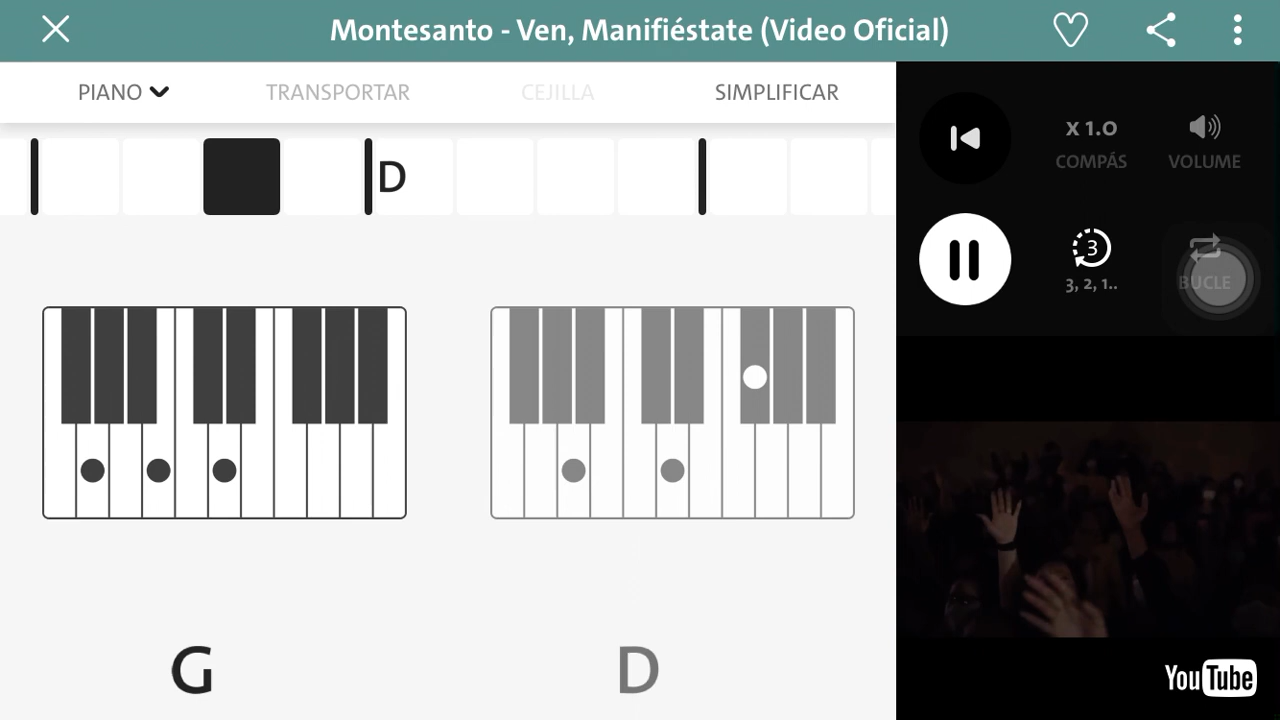 Montesanto - Ven, Manifiéstate (Video Oficial)
PIANO
TRANSPORTAR
CEJILLA
SIMPLIFICAR
X 1.0
COMPÁS
VOLUME
D
3
3, 2, 1..
BUCLE
G
D
YouTube